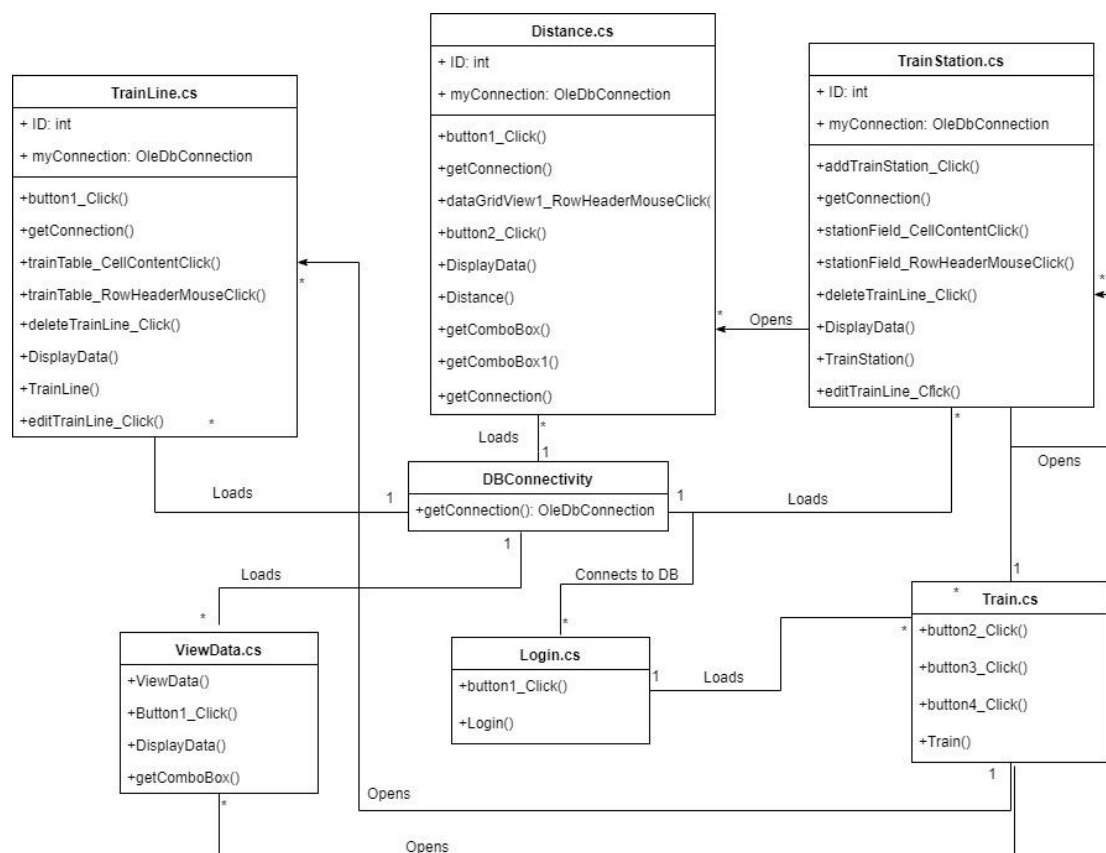 TrainLine.cs
+ ID: int
+ myConnection: OleDbConnection
+button1_Click()
+getConnection()
+trainTable_CellContentClick()
+trainTable_RowHeaderMouseClick()
+deleteTrainLine_Click()
+DisplayData()
+TrainLine()
+editTrainLine_Click()
*
*
Distance.cs
+ ID: int
+ myConnection: OleDbConnection
+button1_Click()
+getConnection()
+dataGridView1_RowHeaderMouseClick(
+button2_Click()
+DisplayData()
+Distance()
+getComboBox()
+getComboBox1()
+getConnection()
*
*
Opens
TrainStation.cs
+ ID: int
+ myConnection: OleDbConnection
+addTrainStation_Click()
+getConnection()
+stationField_CellContentClick()
+stationField_RowHeaderMouseClick()
+deleteTrainLine_Click()
+DisplayData()
+TrainStation()
+editTrainLine_Click()
*
*
Loads
1
Opens
DBConnectivity
+getConnection(): OleDbConnection
Loads
1
1
Loads
1
Loads
Connects to DB
*
*
ViewData.cs
+ViewData()
+Button1_Click()
+DisplayData()
+getComboBox()
*
Login.cs
+button1_Click()
+Login()
1
Loads
*
1
*
Train.cs
+button2_Click()
+button3_Click()
+button4_Click()
+Train()
1
Opens
Opens